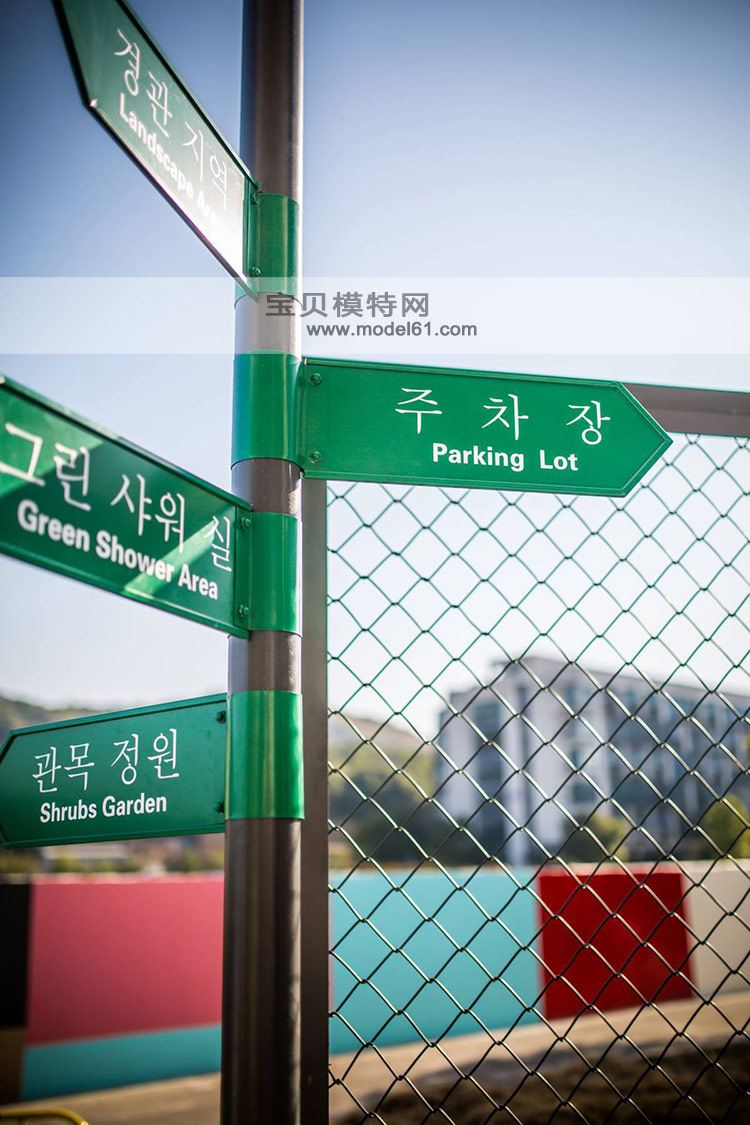 경관 지역
Landscape Area
宝贝模特网
www.model61.com
주 차 장
Parking Lot
그린 샤워 실
Green Shower Area
관목 정원
Shrubs Garden